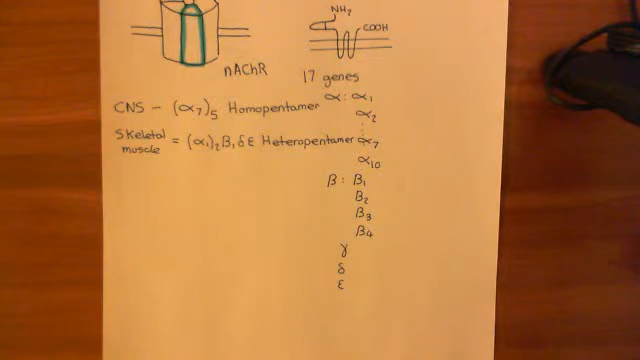 NH2
COOH
nAChR
17 genes
CNS - (α7)5 Homopentamer
α: α1
α2
Skeletal muscle = (α1)2 β1 δ ε Heteropentamer
α7
α10
β: β1
β2
β3
β4
γ
δ
ε